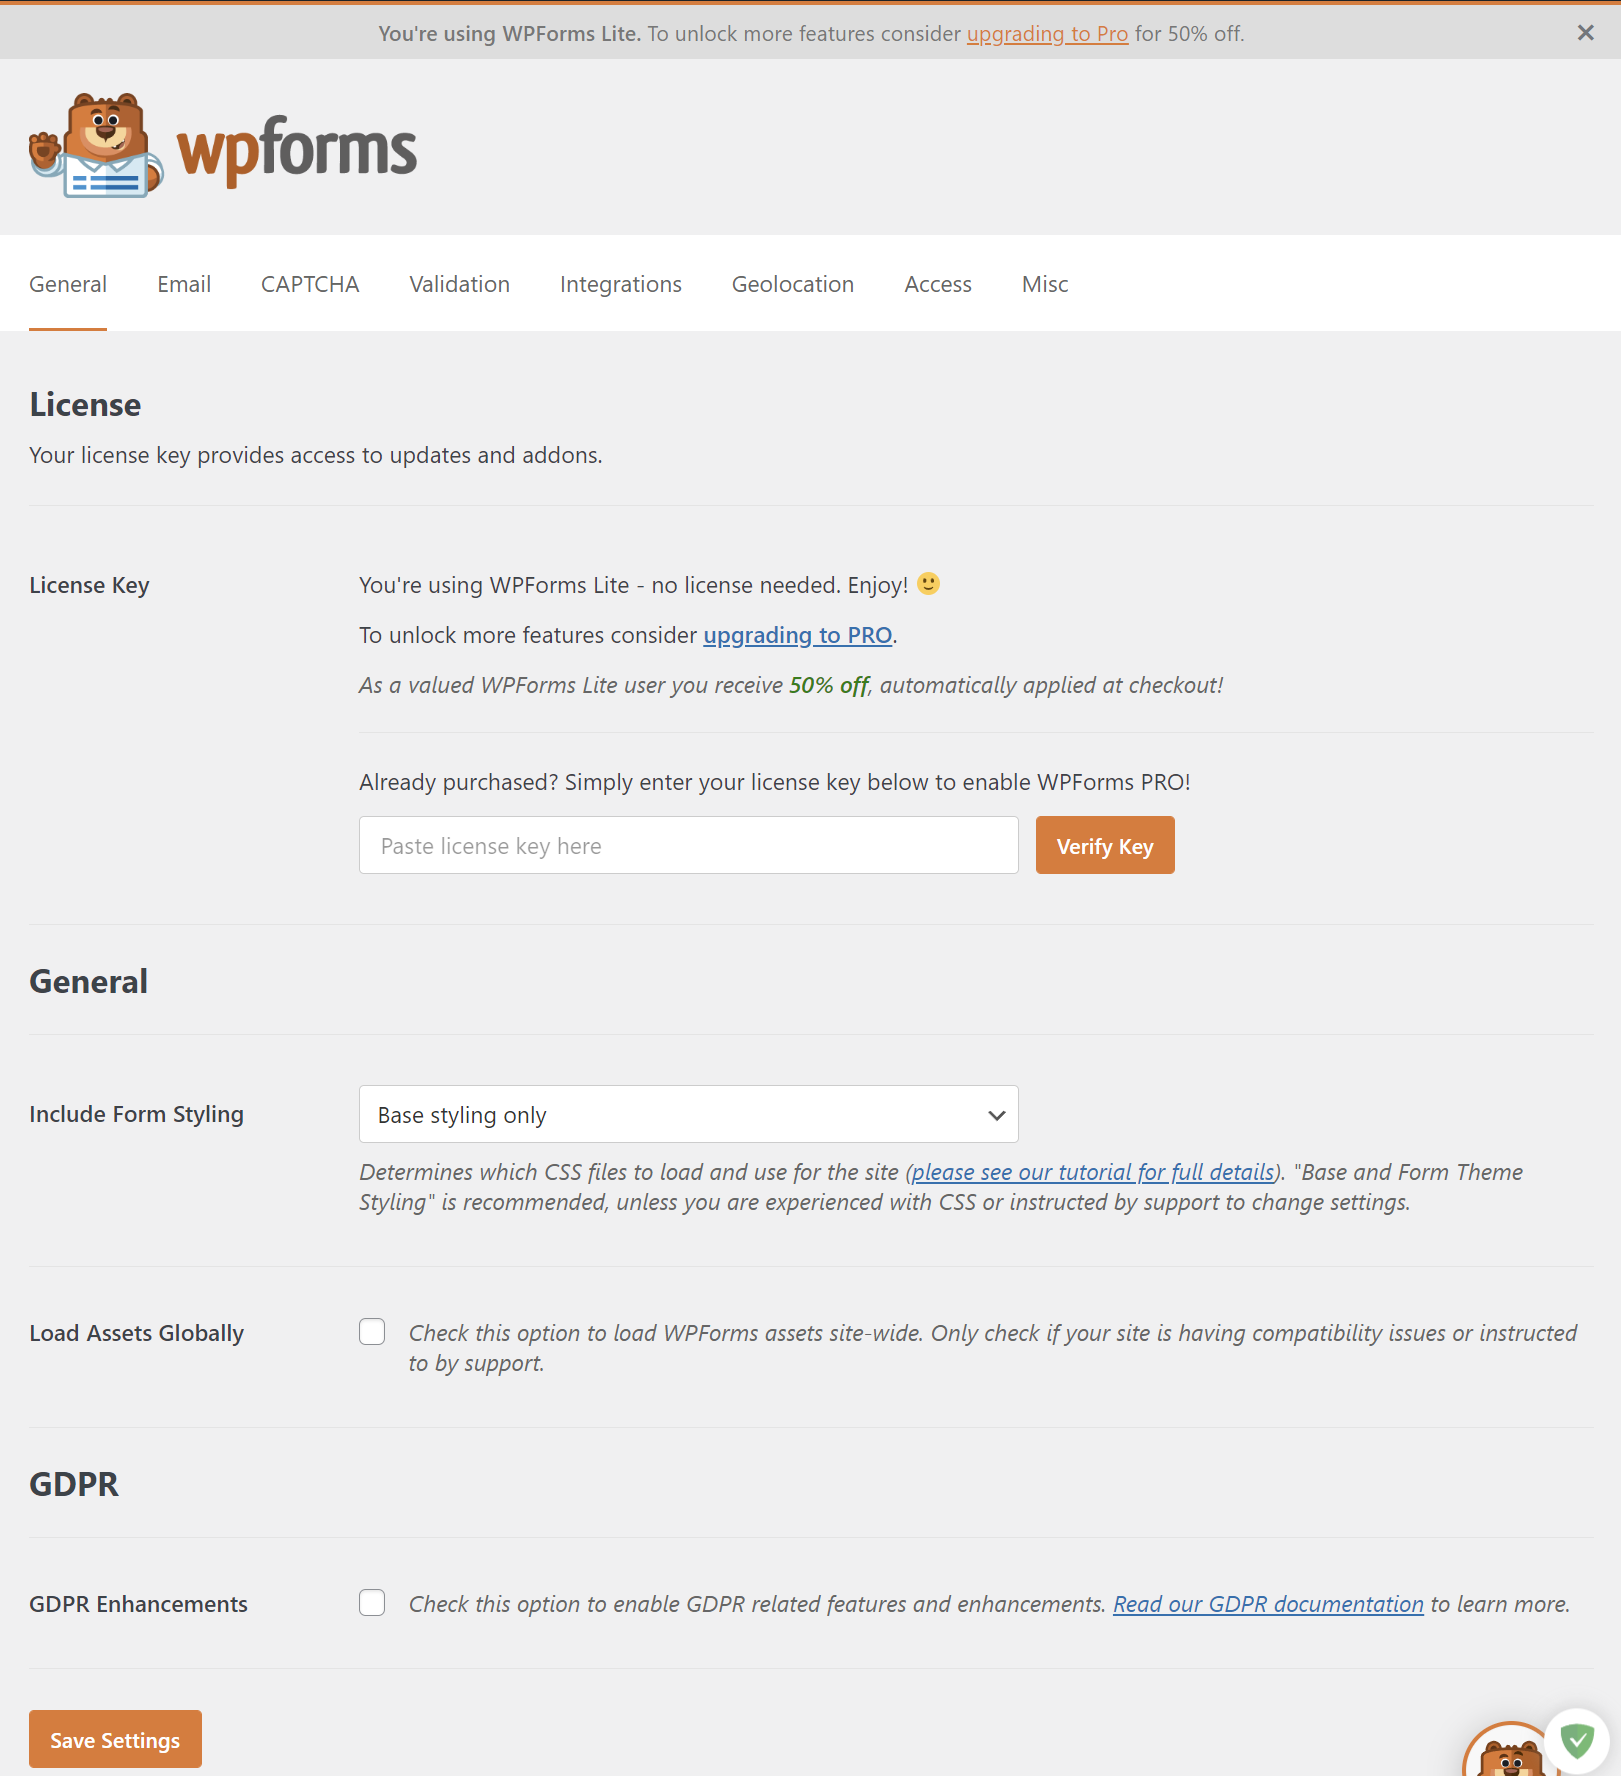 You're using WPForms Lite. To unlock more features consider upgrading to Pro for 50% off.
wpforms
General Email CAPTCHA Validation Integrations Geolocation Access Misc
License
Your license key provides access to updates and addons.
License Key
You're using WPForms Lite - no license needed. Enjoy! 🙂
To unlock more features consider upgrading to PRO.
As a valued WPForms Lite user you receive 50% off, automatically applied at checkout!
Already purchased? Simply enter your license key below to enable WPForms PRO!
Paste license key here
Verify Key
General
Include Form Styling
Base styling only
Determines which CSS files to load and use for the site (please see our tutorial for full details). "Base and Form Theme
Styling" is recommended, unless you are experienced with CSS or instructed by support to change settings.
Load Assets Globally
Check this option to load WPForms assets site-wide. Only check if your site is having compatibility issues or instructed
to by support.
GDPR
GDPR Enhancements
Check this option to enable GDPR related features and enhancements. Read our GDPR documentation to learn more.
Save Settings